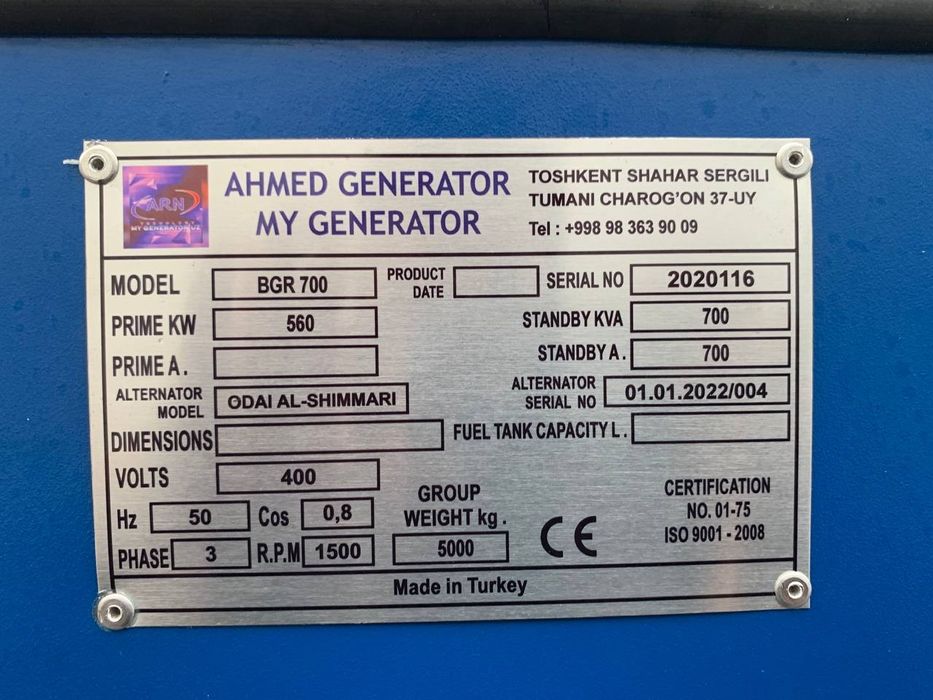 ARN
MY GENERATOR.UZ
AHMED GENERATOR
MY GENERATOR
TOSHKENT SHAHAR SERGILI
TUMANI CHAROG'ON 37-UY
Tel : +998 98 363 90 09
MODEL BGR 700 PRODUCT DATE SERIAL NO 2020116
PRIME KW 560 STANDBY KVA 700
PRIME A. STANDBY A. 700
ALTERNATOR MODEL ODAI AL-SHIMMARI ALTERNATOR SERIAL NO 01.01.2022/004
DIMENSIONS FUEL TANK CAPACITY L.
VOLTS 400
Hz 50 Cos 0,8 GROUP WEIGHT kg. 5000
PHASE 3 R.P.M 1500
CE
CERTIFICATION
NO. 01-75
ISO 9001 - 2008
Made in Turkey